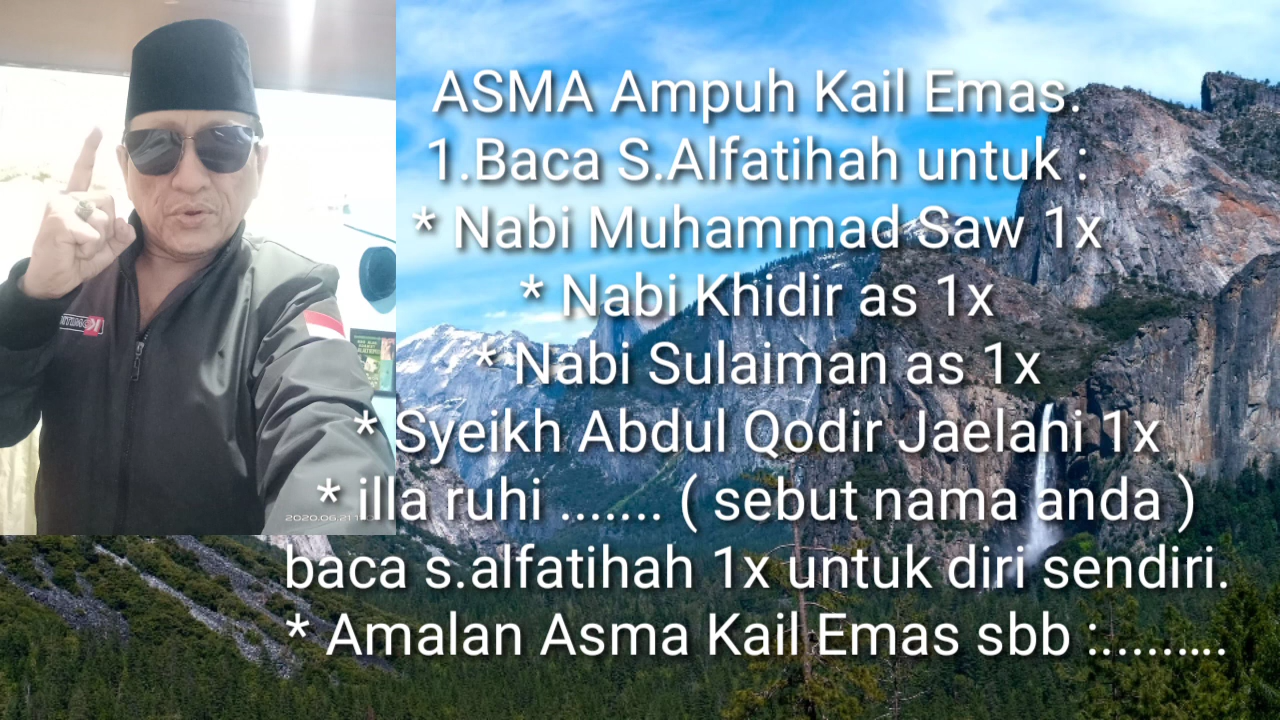 ASMA Ampuh Kail Emas.
1.Baca S.Alfatihah untuk :
* Nabi Muhammad Saw 1x
* Nabi Khidir as 1x
* Nabi Sulaiman as 1x
* Syeikh Abdul Qodir Jaelani 1x
* illa ruhi ....... ( sebut nama anda )
baca s.alfatihah 1x untuk diri sendiri.
* Amalan Asma Kail Emas sbb :..........